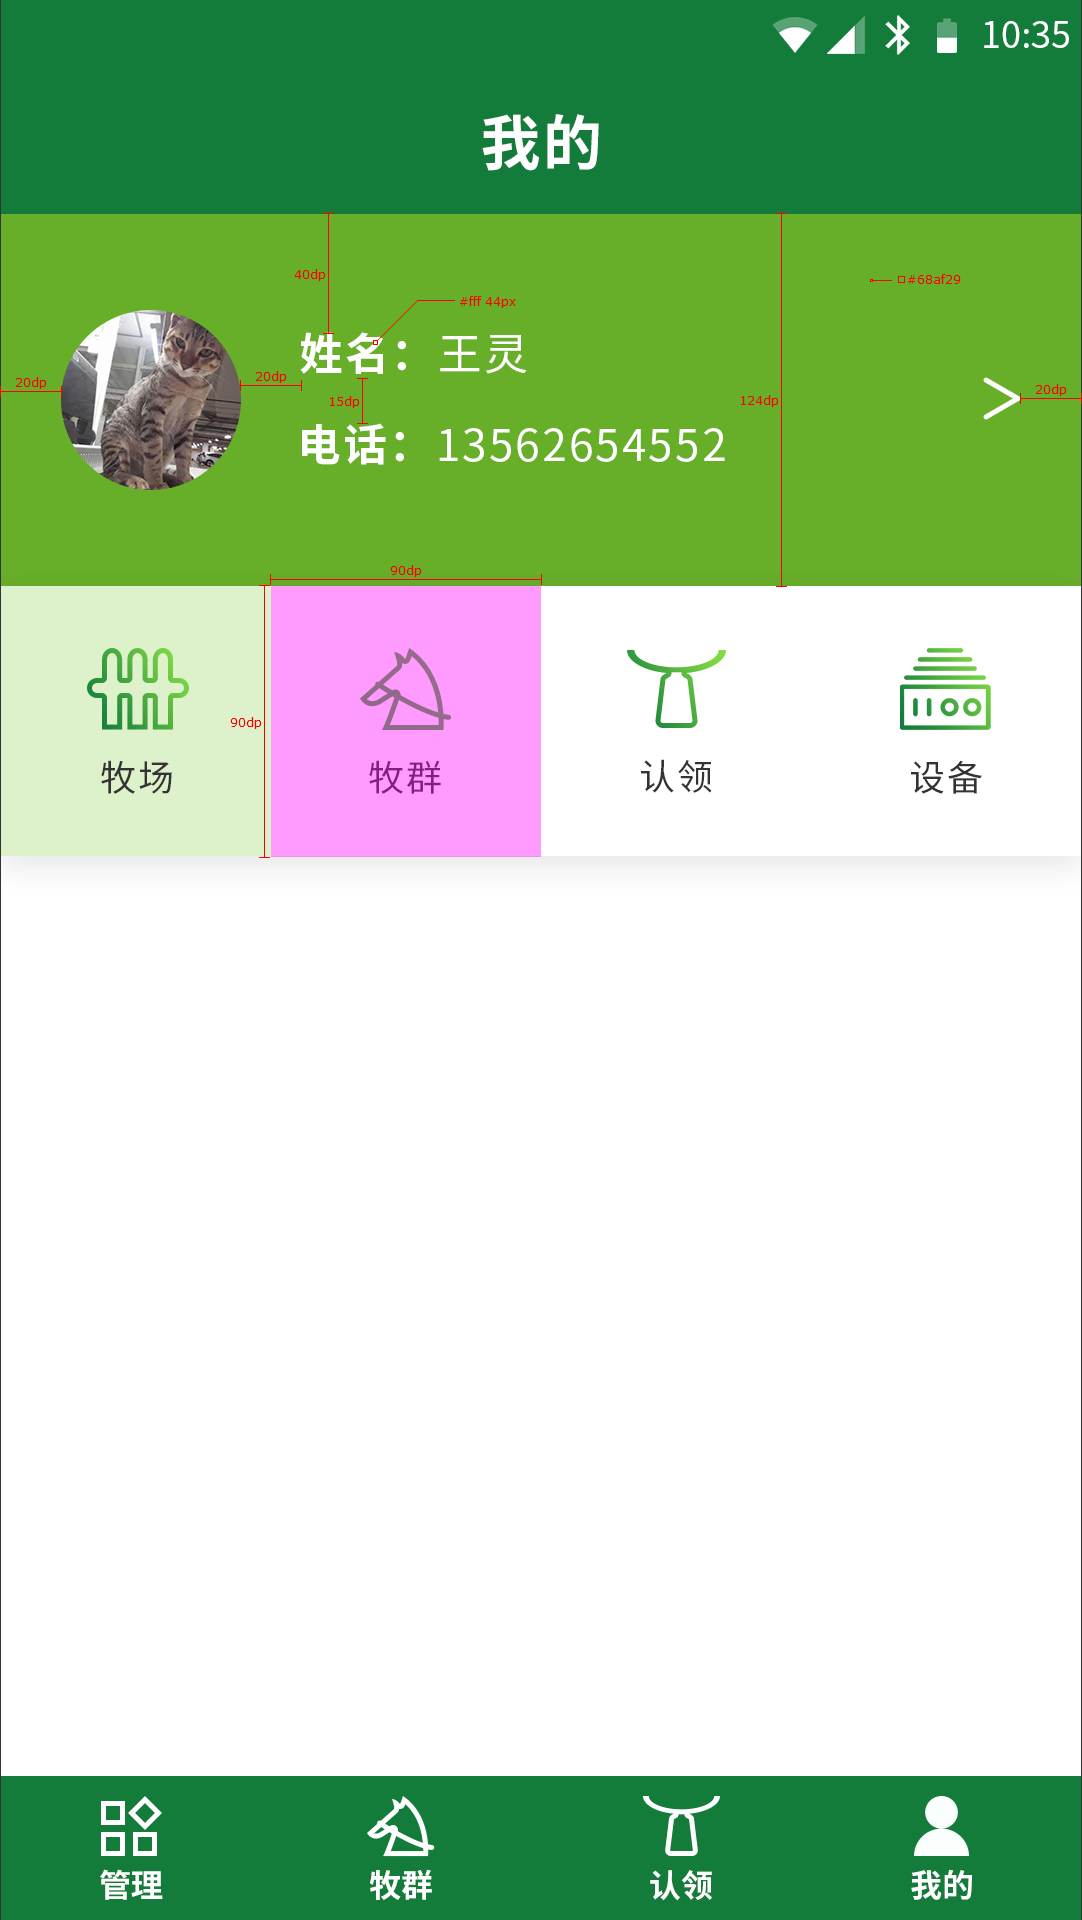 10:35
我的
40dp
#68af29
#fff 44px
姓名：王灵
20dp
20dp
15dp
124dp
20dp
电话：13562654552
90dp
90dp
牧场
牧群
认领
设备
管理
牧群
认领
我的